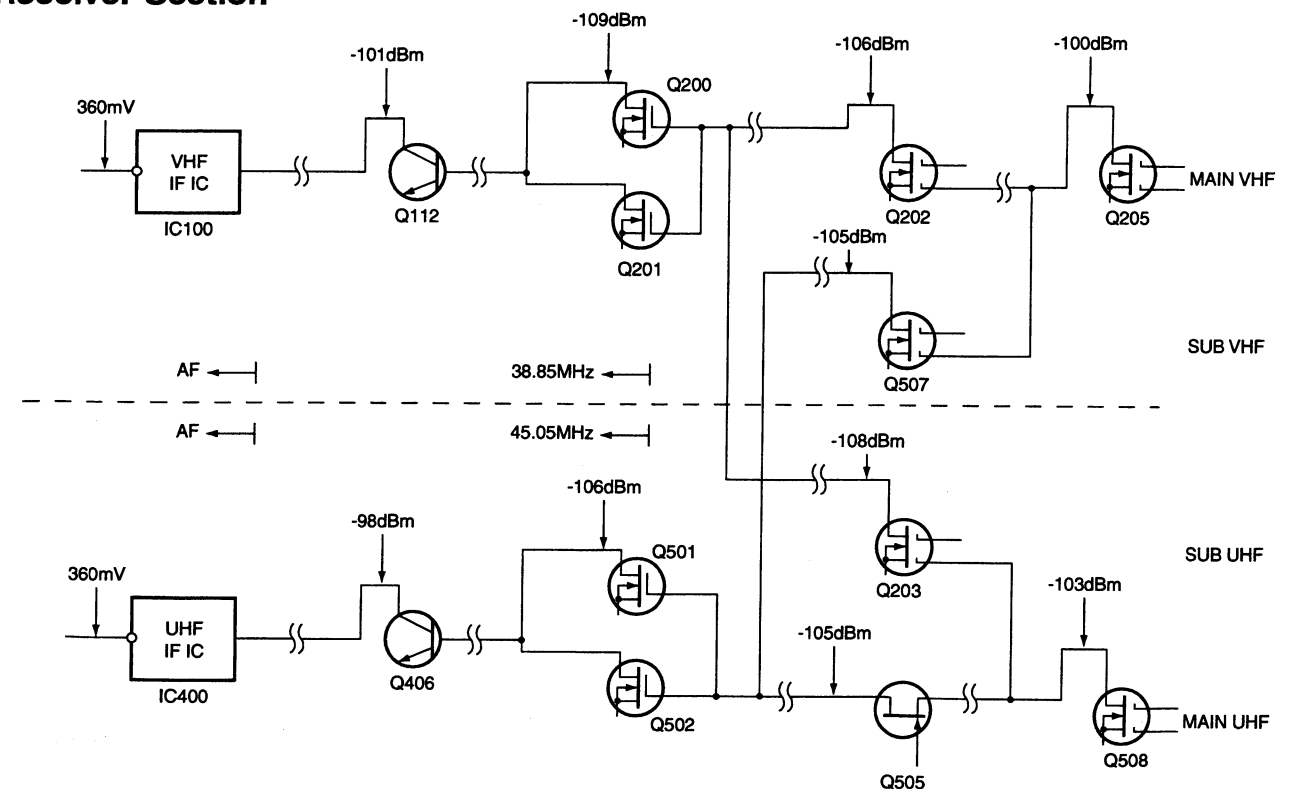 Receiver Section
-109dBm
-101dBm
-106dBm
-100dBm
360mV
Q200
VHF
IF IC
IC100
Q112
Q202
Q205
MAIN VHF
Q201
-105dBm
Q507
SUB VHF
AF
38.85MHz
AF
45.05MHz
-108dBm
-106dBm
-98dBm
Q501
360mV
Q203
SUB UHF
-103dBm
UHF
IF IC
IC400
Q406
Q502
-105dBm
Q505
Q508
MAIN UHF